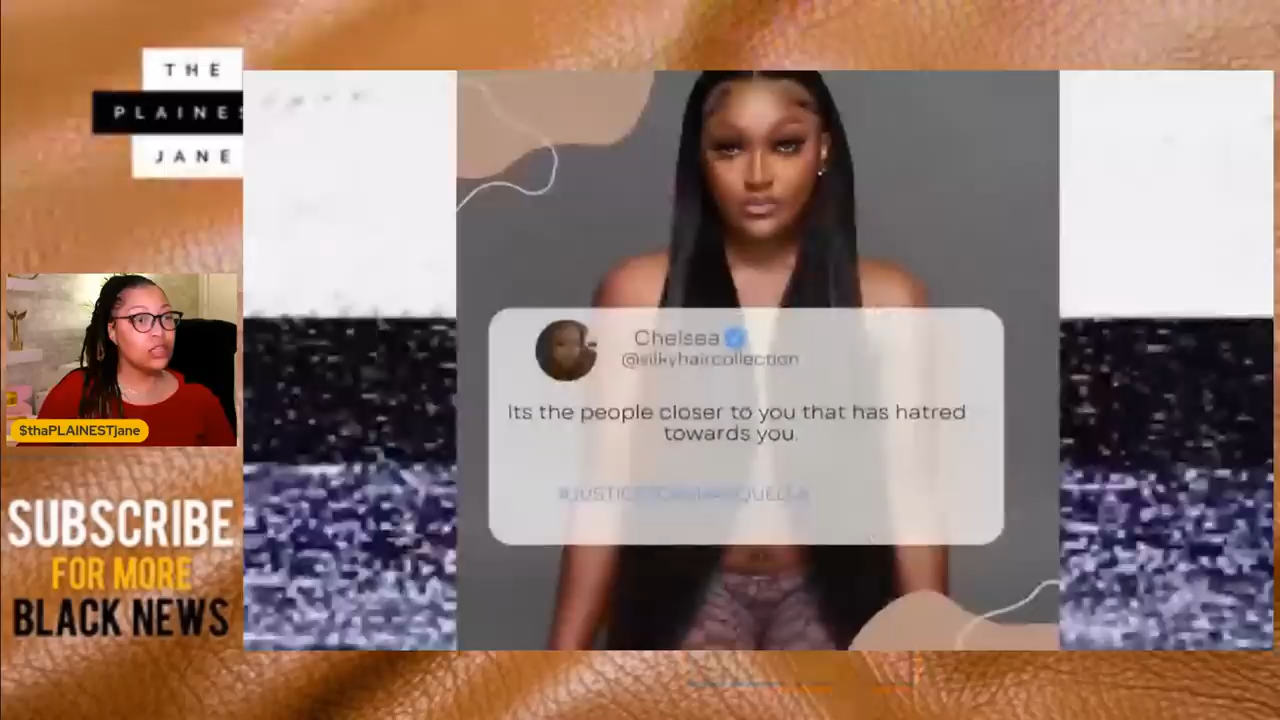 THE
PLAINES
JANE
Chelsea
@silkyhaircollection
Its the people closer to you that has hatred
towards you.
$thaPLAINESTjane
SUBSCRIBE
FOR MORE
BLACK NEWS